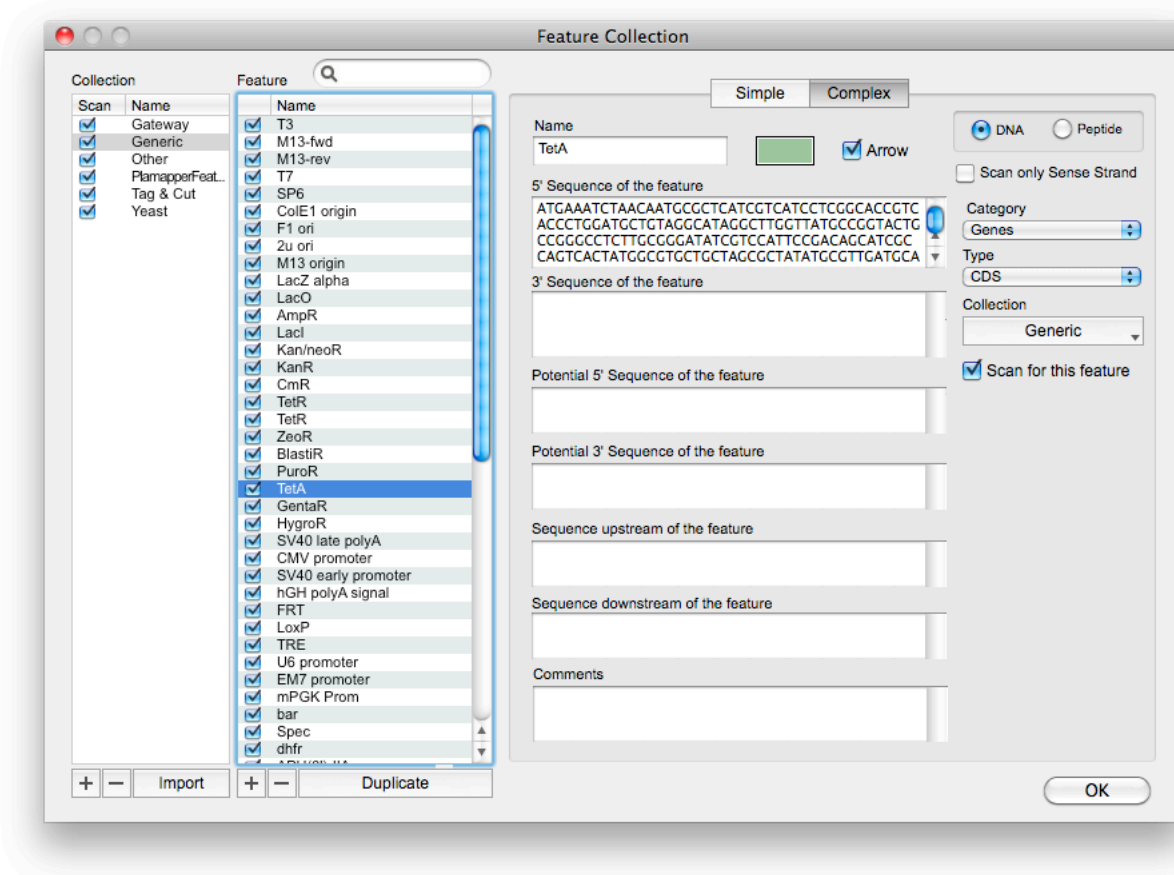 Feature Collection
Collection
Scan Name
Gateway
Generic
Other
PlamapperFeat...
Tag & Cut
Yeast
Import
Feature
Name
T3
M13-fwd
M13-rev
T7
SP6
ColE1 origin
F1 ori
2u ori
M13 origin
LacZ alpha
LacO
AmpR
LacI
Kan/neoR
KanR
CmR
TetR
TetR
ZeoR
BlastiR
PuroR
TetA
GentaR
HygroR
SV40 late polyA
CMV promoter
SV40 early promoter
hGH polyA signal
FRT
LoxP
TRE
U6 promoter
EM7 promoter
mPGK Prom
bar
Spec
dhfr
Duplicate
Simple Complex
Name
TetA
Arrow
5' Sequence of the feature
ATGAAATCTAACAATGCGCTCATCGTCATCCTCGGCACCGTC
ACCCTGGATGCTGTAGGCATAGGCTTGGTTATGCCGGTACTG
CCGGGCCTCTTGCGGGATATCGTCCATTCCGACAGCATCGC
CAGTCACTATGGCGTGCTGCTAGCGCTATATGCGTTGATGCA
3' Sequence of the feature
Potential 5' Sequence of the feature
Potential 3' Sequence of the feature
Sequence upstream of the feature
Sequence downstream of the feature
Comments
DNA Peptide
Scan only Sense Strand
Category
Genes
Type
CDS
Collection
Generic
Scan for this feature
OK